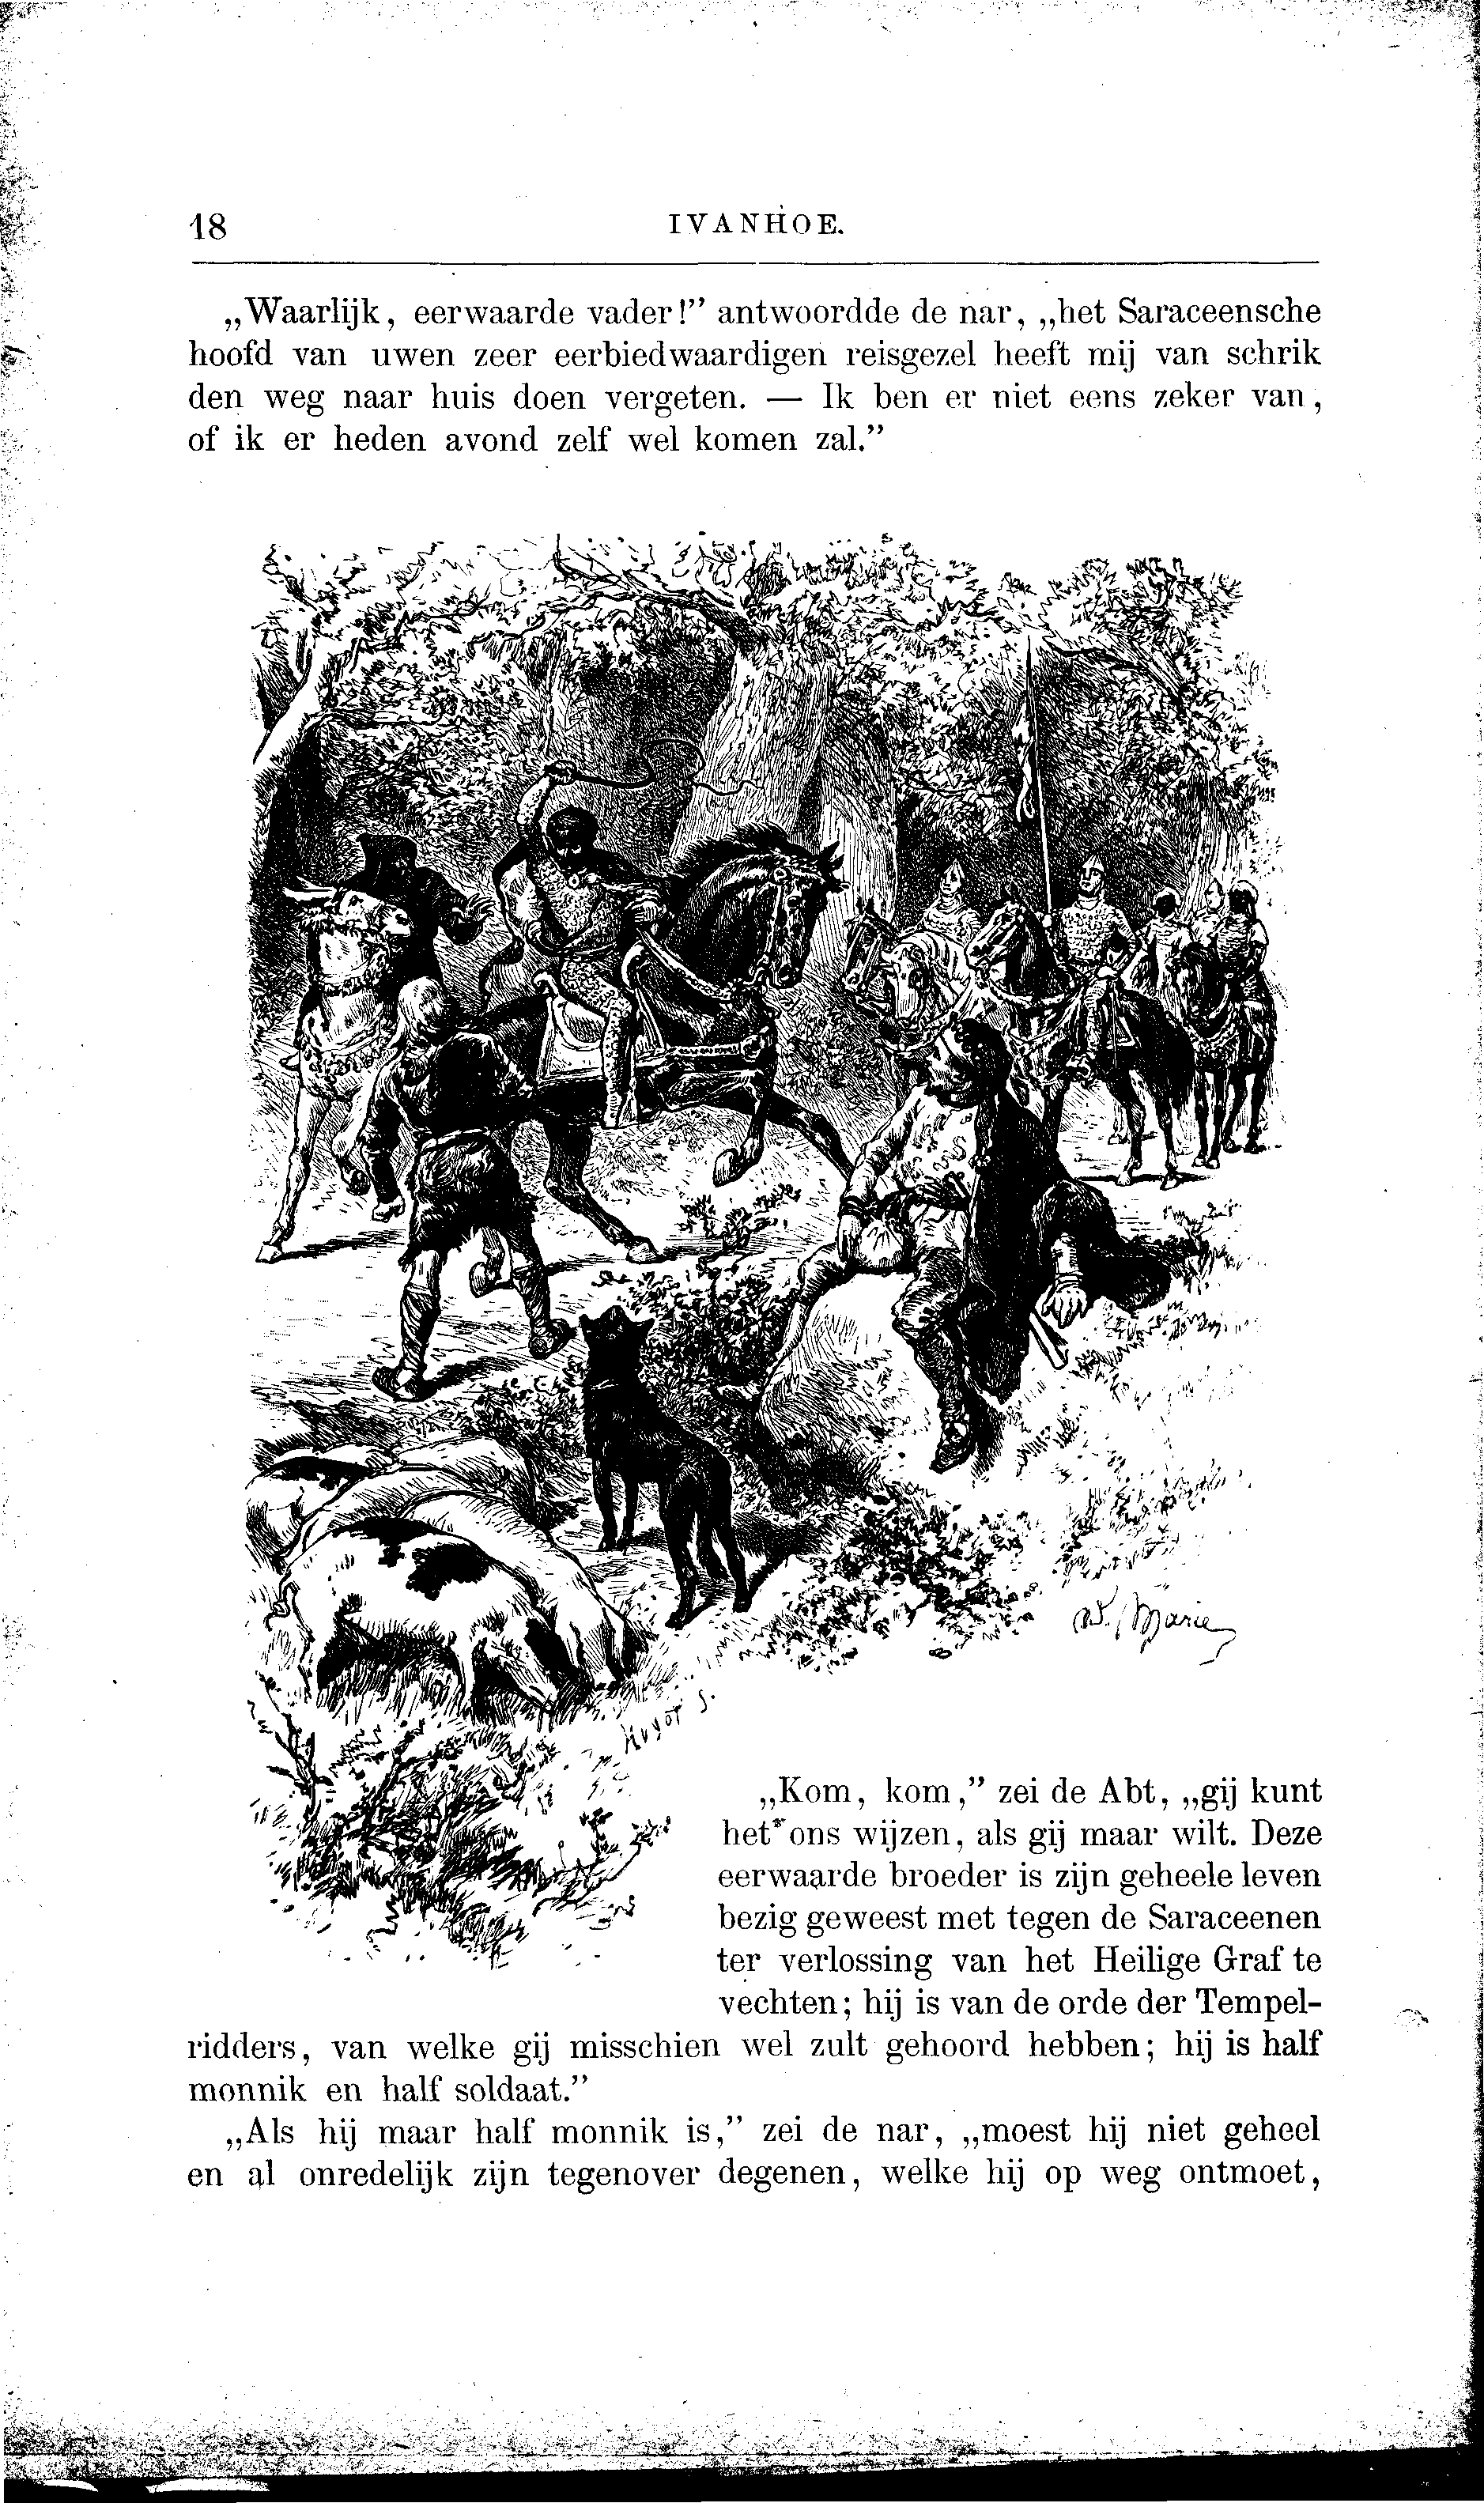 18
IVANHOE.
„Waarlijk, eerwaarde vader!” antwoordde de nar, „het Saraceensche
hoofd van uwen zeer eerbiedwaardigen reisgezel heeft mij van schrik
den weg naar huis doen vergeten. — Ik ben er niet eens zeker van,
of ik er heden avond zelf wel komen zal.”
Huyot S.
„Kom, kom,” zei de Abt, „gij kunt
het ons wijzen, als gij maar wilt. Deze
eerwaarde broeder is zijn geheele leven
bezig geweest met tegen de Saraceenen
ter verlossing van het Heilige Graf te
vechten; hij is van de orde der Tempel-
ridders, van welke gij misschien wel zult gehoord hebben; hij is half
monnik en half soldaat.”
„Als hij maar half monnik is,” zei de nar, „moest hij niet geheel
en al onredelijk zijn tegenover degenen, welke hij op weg ontmoet,